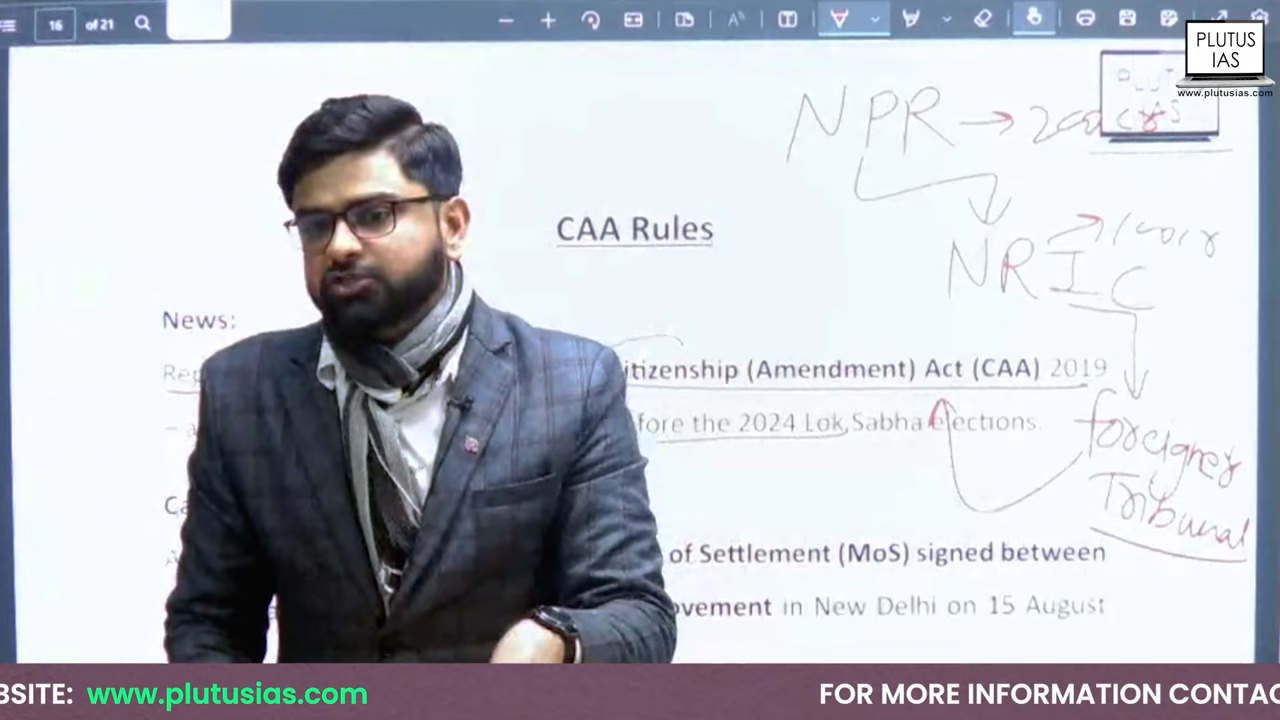 16 of 21
PLUTUS
IAS
www.plutusias.com
NPR →
CAA Rules
NRIC
News:
itizenship (Amendment) Act (CAA) 2019
fore the 2024 Lok Sabha elections.
foreigner
Tribunal
of Settlement (MoS) signed between
ovement in New Delhi on 15 August
BSITE: www.plutusias.com
FOR MORE INFORMATION CONTAC